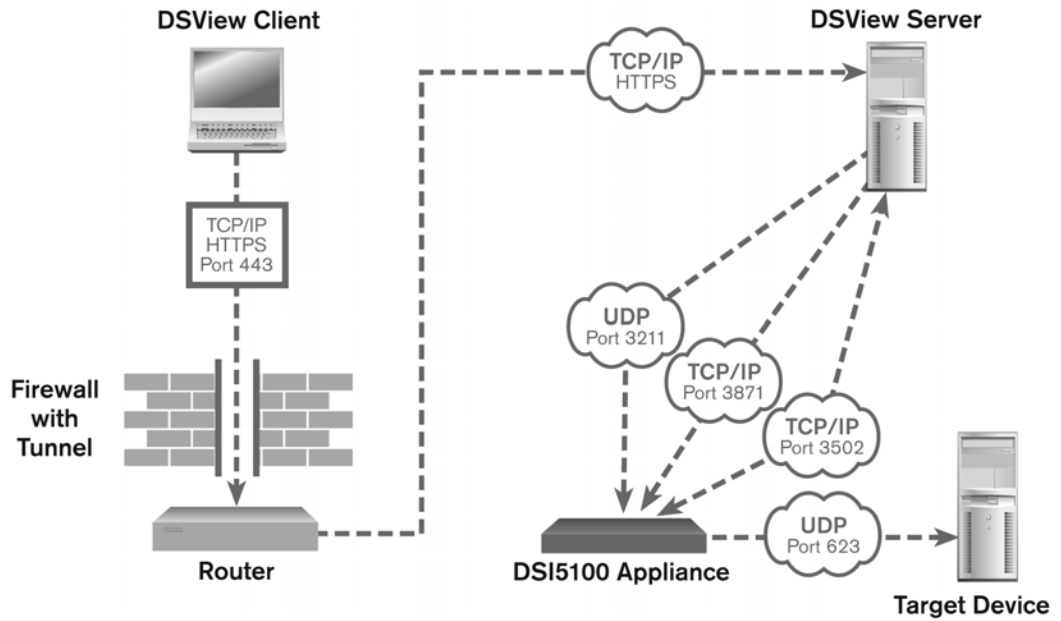 DSView Client
DSView Server
TCP/IP
HTTPS
TCP/IP
HTTPS
Port 443
UDP
Port 3211
TCP/IP
Port 3871
Firewall
with
Tunnel
TCP/IP
Port 3502
UDP
Port 623
Router
DSI5100 Appliance
Target Device